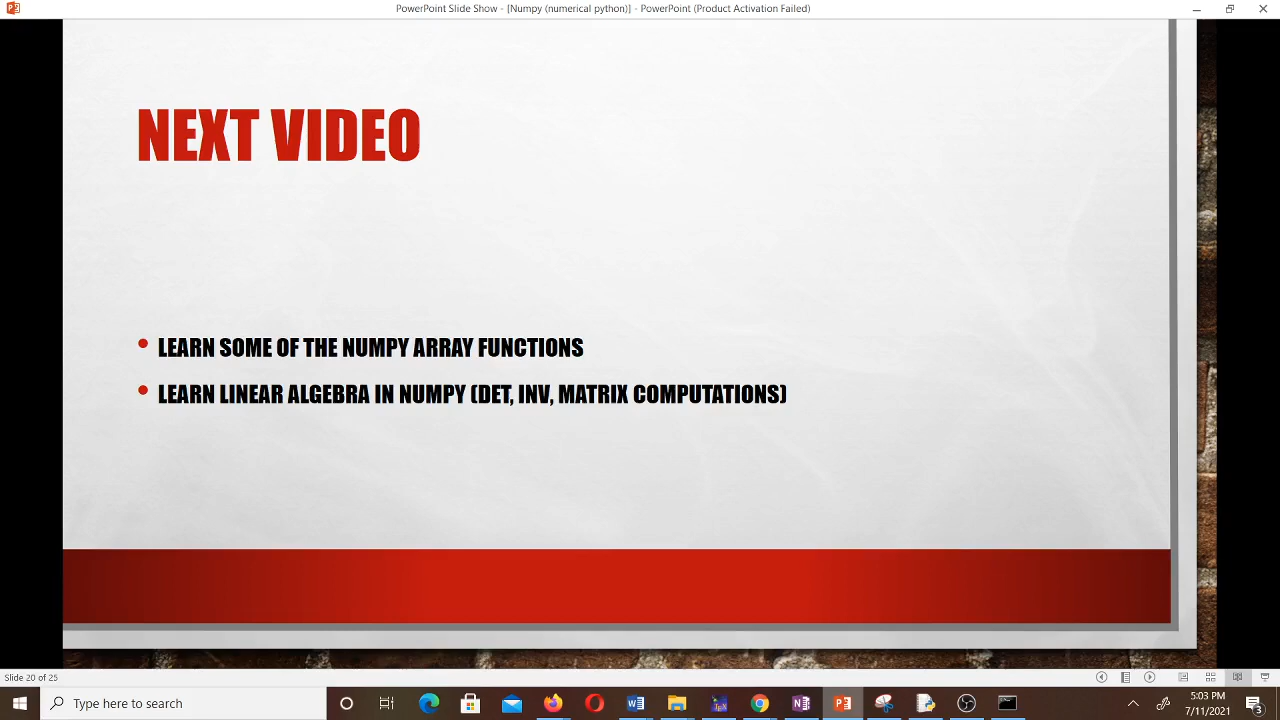 PowerPoint Slide Show - [Numpy (numerical python)] - PowerPoint (Product Activation Failed)
NEXT VIDEO
• LEARN SOME OF THE NUMPY ARRAY FUNCTIONS
• LEARN LINEAR ALGEBRA IN NUMPY (DET, INV, MATRIX COMPUTATIONS)
Slide 20 of 25
Type here to search
5:03 PM
7/11/2021
3